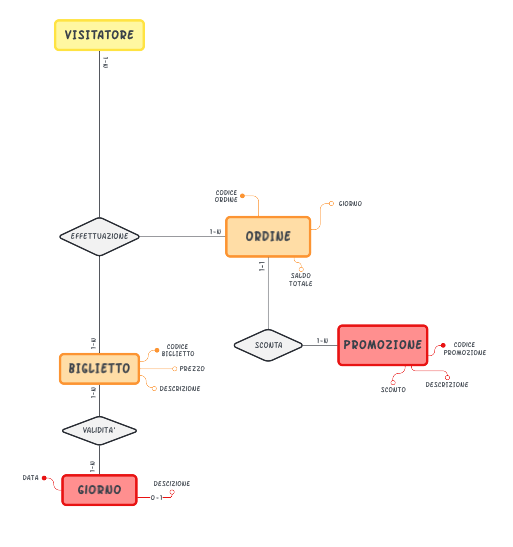 VISITATORE
1-N
CODICE
ORDINE
GIORNO
EFFETTUAZIONE
1-N
ORDINE
1-1
SALDO
TOTALE
SCONTA
1-N
PROMOZIONE
CODICE
PROMOZIONE
SCONTO
DESCRIZIONE
1-N
CODICE
BIGLIETTO
BIGLIETTO
PREZZO
DESCRIZIONE
1-N
VALIDITA'
1-N
DATA
GIORNO
DESCIZIONE
0-1